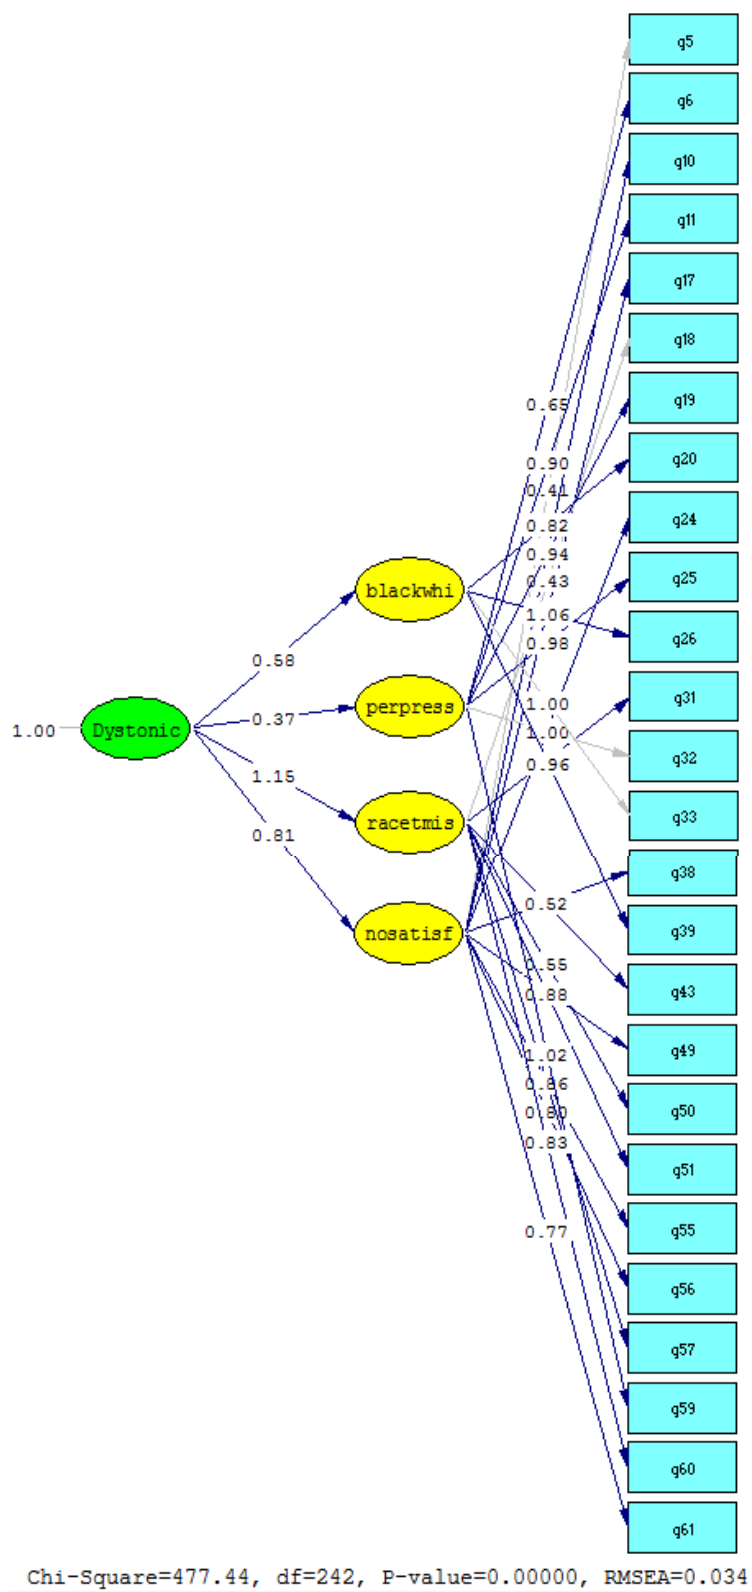 q5
q6
q10
q11
q17
q18
q19
0.65
q20
0.90
0.41
q24
0.82
0.94
q25
0.43
blackwhi
1.06
q26
0.98
0.58
q31
perpress
1.00
0.37
1.00
1.00
Dystonic
q32
0.96
1.15
racetmis
q33
0.81
q38
0.52
nosatisf
q39
0.55
q43
0.88
q49
1.02
0.86
q50
0.80
0.83
q51
q55
0.77
q56
q57
q59
q60
q61
Chi-Square=477.44, df=242, P-value=0.00000, RMSEA=0.034